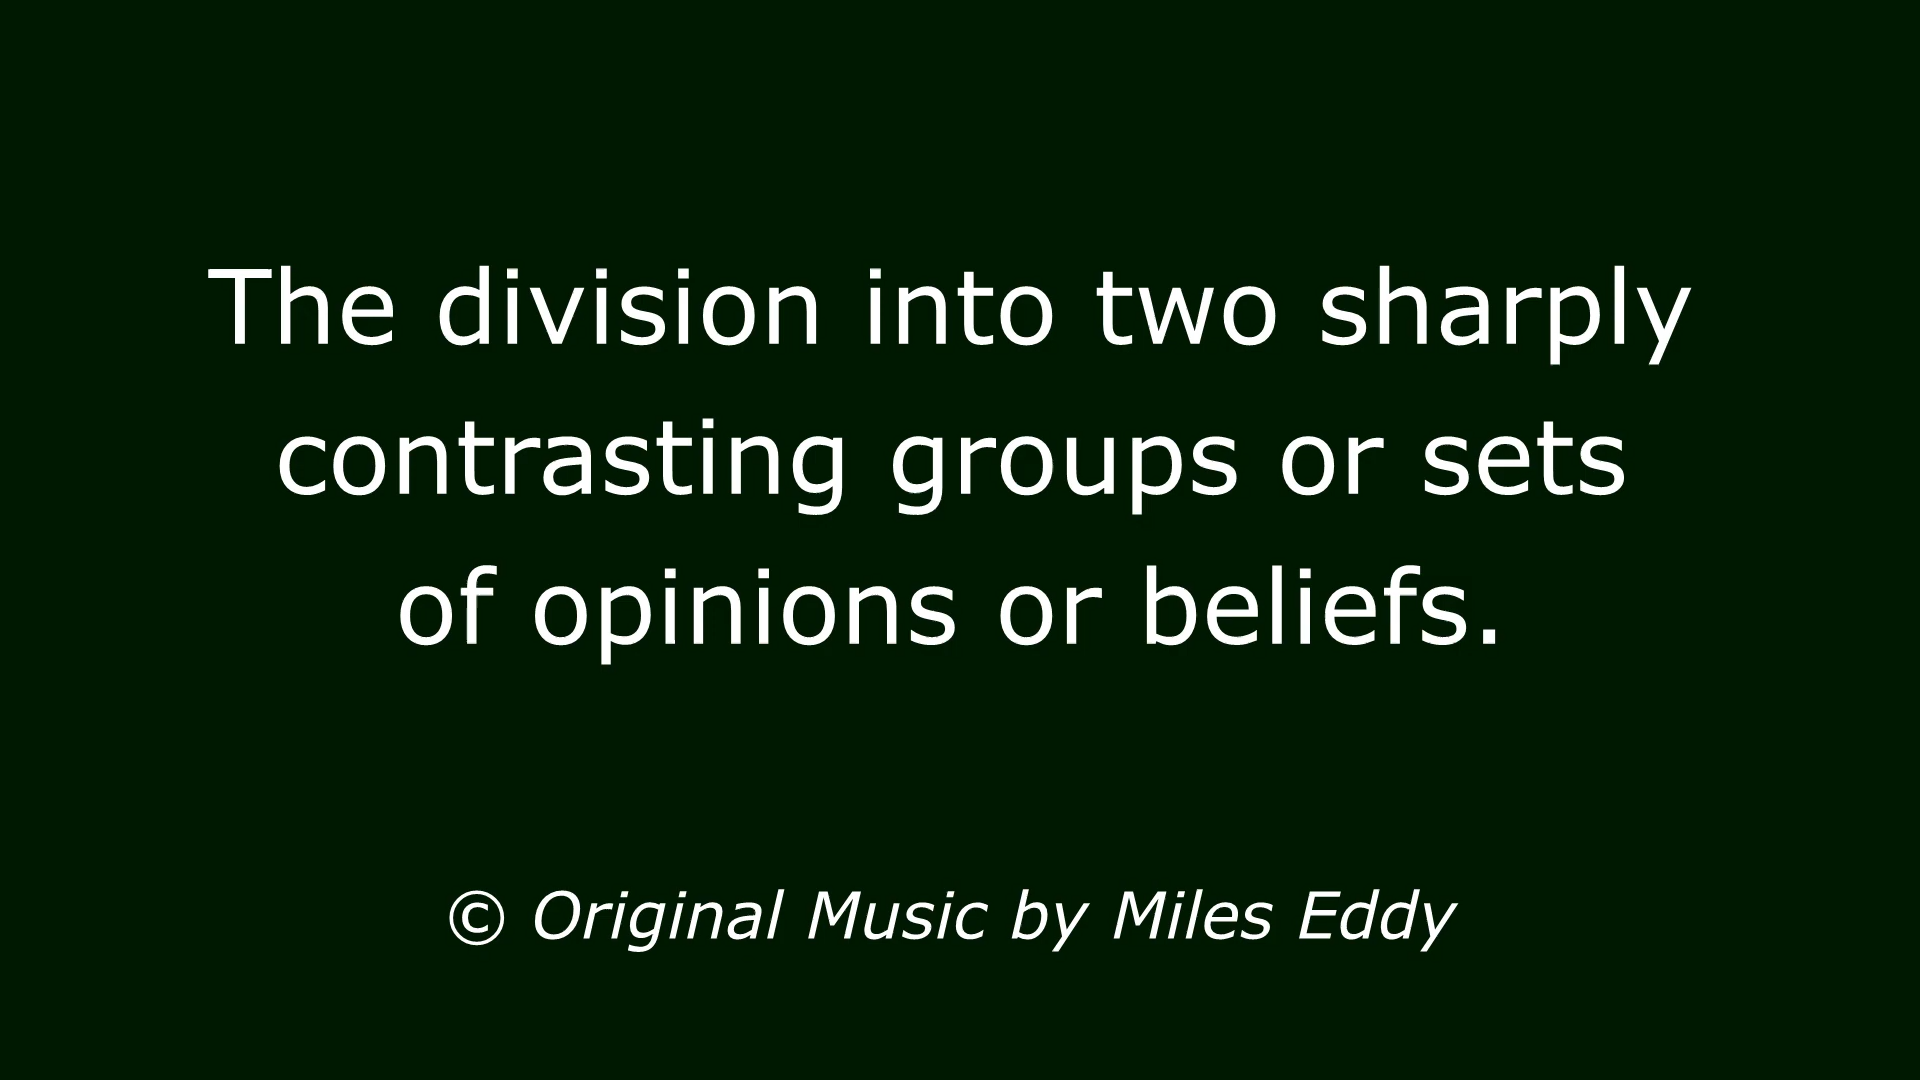 The division into two sharply
contrasting groups or sets
of opinions or beliefs.
© Original Music by Miles Eddy